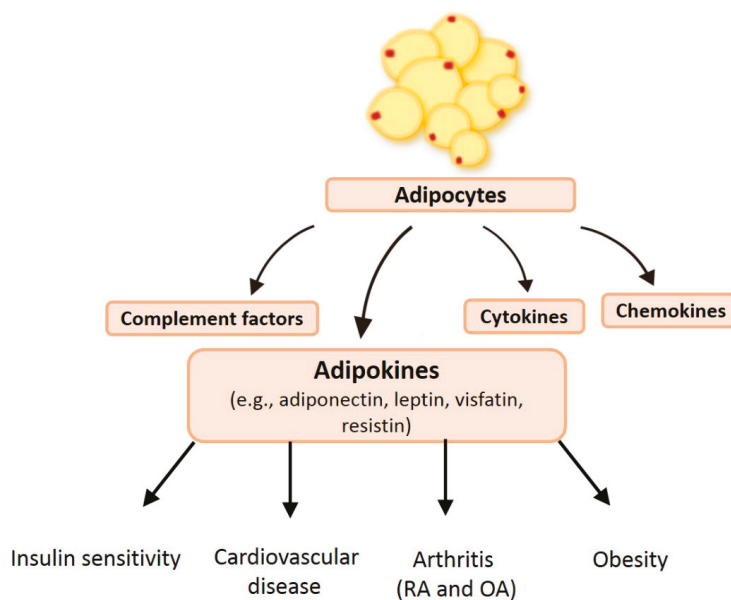 Adipocytes
Complement factors
Cytokines
Chemokines
Adipokines
(e.g., adiponectin, leptin, visfatin,
resistin)
Insulin sensitivity
Cardiovascular
disease
Arthritis
(RA and OA)
Obesity